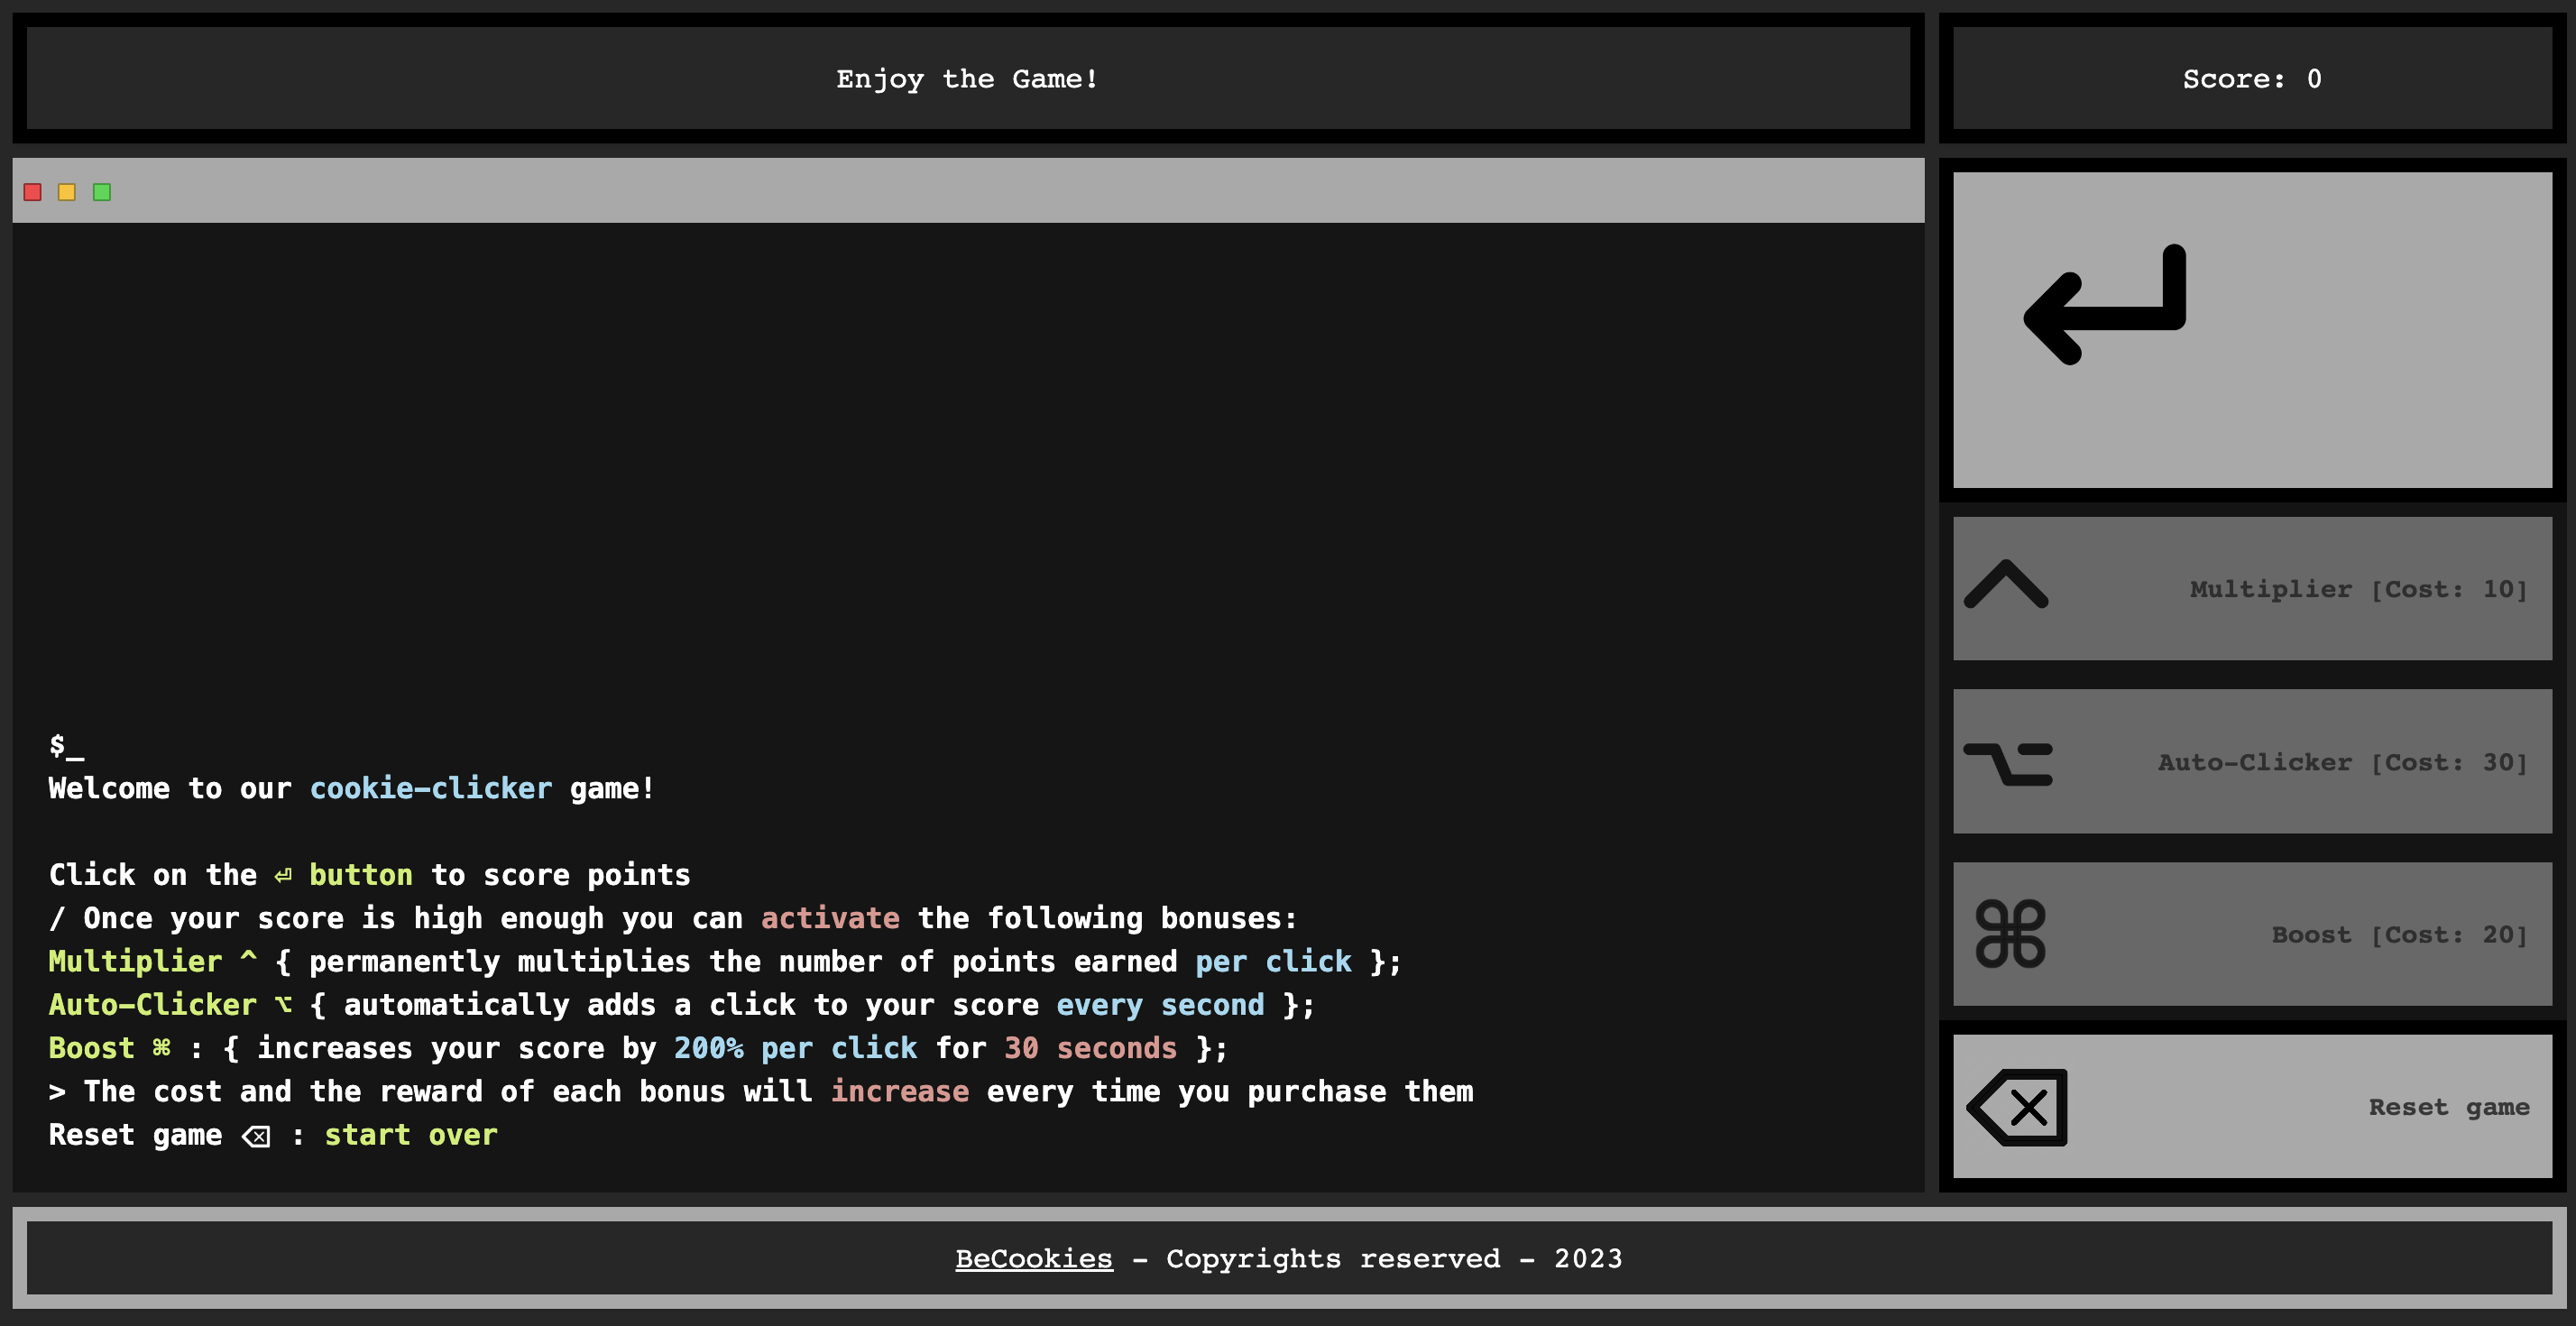 Enjoy the Game!
Score: 0
$_
Welcome to our cookie-clicker game!
Click on the ⏎ button to score points
/ Once your score is high enough you can activate the following bonuses:
Multiplier ^ { permanently multiplies the number of points earned per click };
Auto-Clicker ⌥ { automatically adds a click to your score every second };
Boost ⌘ : { increases your score by 200% per click for 30 seconds };
> The cost and the reward of each bonus will increase every time you purchase them
Reset game ⌫ : start over
Multiplier [Cost: 10]
Auto-Clicker [Cost: 30]
Boost [Cost: 20]
Reset game
BeCookies - Copyrights reserved - 2023